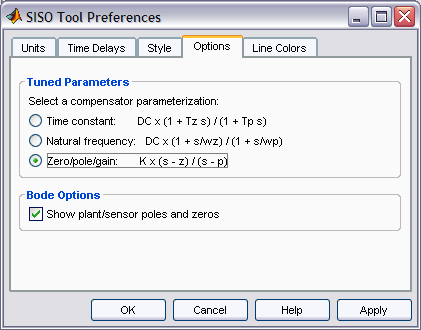 SISO Tool Preferences
Units Time Delays Style Options Line Colors
Tuned Parameters
Select a compensator parameterization:
Time constant: DC x (1 + Tz s) / (1 + Tp s)
Natural frequency: DC x (1 + s/wz) / (1 + s/wp)
Zero/pole/gain: K x (s - z) / (s - p)
Bode Options
Show plant/sensor poles and zeros
OK Cancel Help Apply